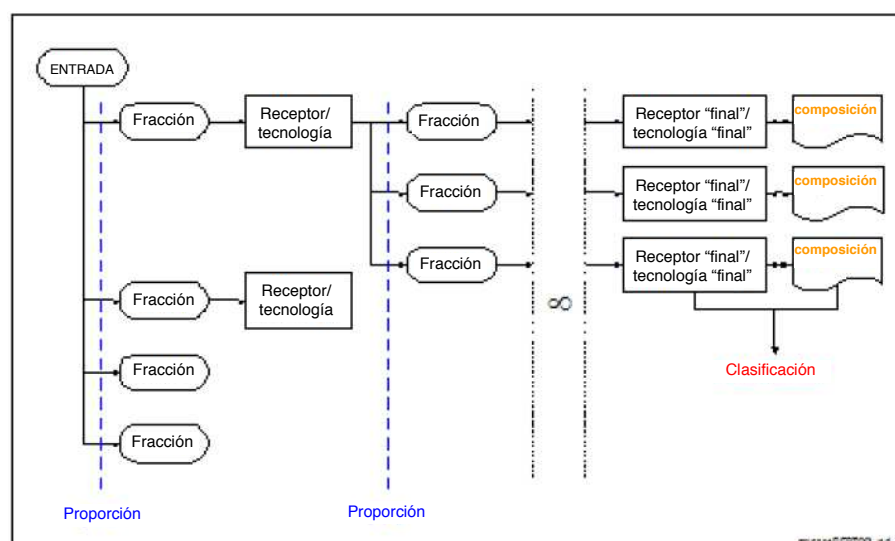 ENTRADA
Fracción
Receptor/
tecnología
Fracción
Receptor “final”/
tecnología “final”
composición
Fracción
Receptor “final”/
tecnología “final”
composición
Fracción
Receptor “final”/
tecnología “final”
composición
Fracción
Receptor/
tecnología
∞
Fracción
Clasificación
Fracción
Proporción
Proporción